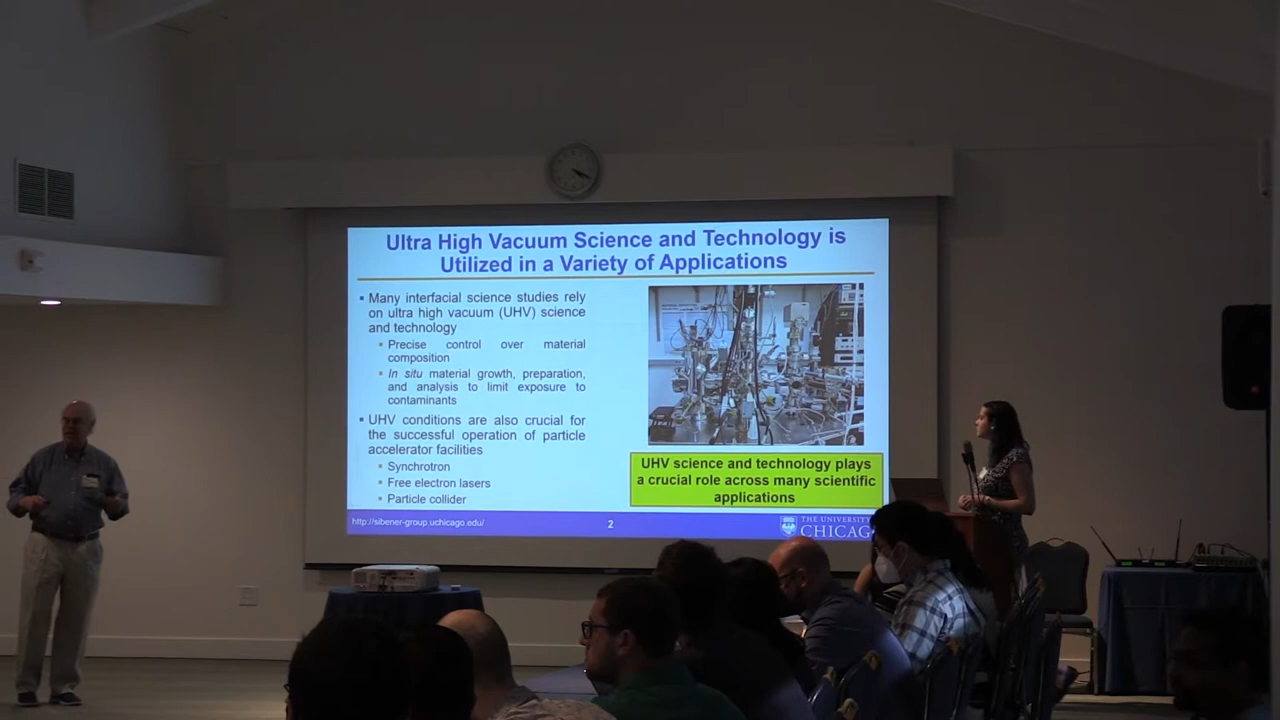 Ultra High Vacuum Science and Technology is
Utilized in a Variety of Applications
Many interfacial science studies rely
on ultra high vacuum (UHV) science
and technology
Precise control over material
composition
In situ material growth, preparation,
and analysis to limit exposure to
contaminants
UHV conditions are also crucial for
the successful operation of particle
accelerator facilities
Synchrotron
Free electron lasers
Particle collider
UHV science and technology plays
a crucial role across many scientific
applications
http://sibener-group.uchicago.edu/
2
THE UNIVERSITY
CHICAG